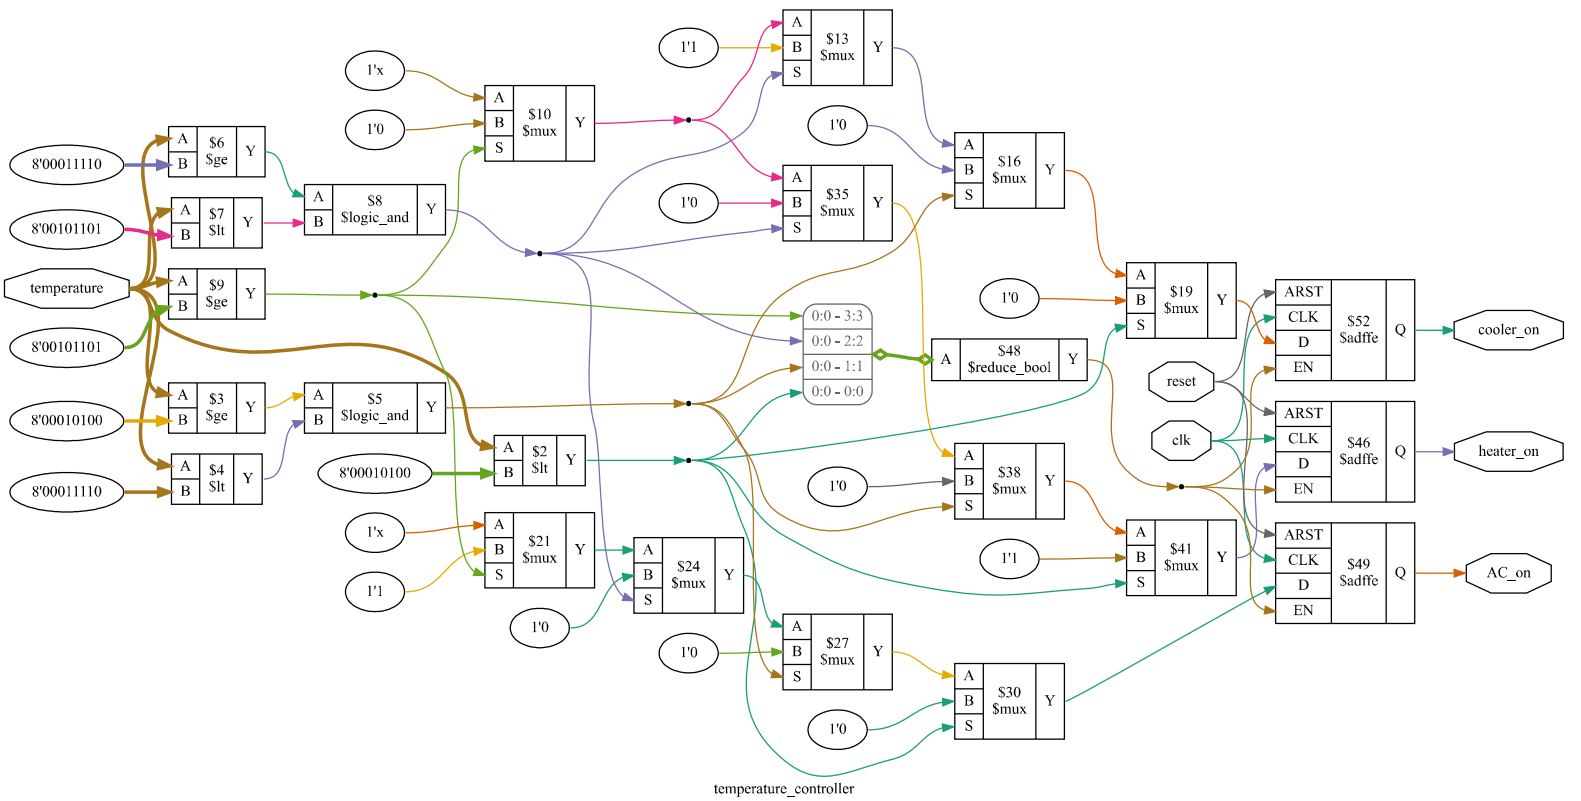 1'x
1'0
A
B
S
$10
$mux
Y
1'1
A
B
S
$13
$mux
Y
1'0
A
B
S
$16
$mux
Y
8'00011110
A
B
$6
$ge
Y
8'00101101
A
B
$7
$lt
Y
A
B
$8
$logic_and
Y
1'0
A
B
S
$35
$mux
Y
temperature
8'00101101
A
B
$9
$ge
Y
0:0 - 3:3
0:0 - 2:2
0:0 - 1:1
0:0 - 0:0
A
$48
$reduce_bool
Y
1'0
A
B
S
$19
$mux
Y
ARST
CLK
D
EN
$52
$adffe
Q
cooler_on
reset
clk
8'00010100
A
B
$3
$ge
Y
8'00011110
A
B
$4
$lt
Y
A
B
$5
$logic_and
Y
8'00010100
A
B
$2
$lt
Y
1'0
A
B
S
$38
$mux
Y
ARST
CLK
D
EN
$46
$adffe
Q
heater_on
1'x
1'1
A
B
S
$21
$mux
Y
1'0
A
B
S
$24
$mux
Y
1'1
A
B
S
$41
$mux
Y
ARST
CLK
D
EN
$49
$adffe
Q
AC_on
1'0
A
B
S
$27
$mux
Y
1'0
A
B
S
$30
$mux
Y
temperature_controller